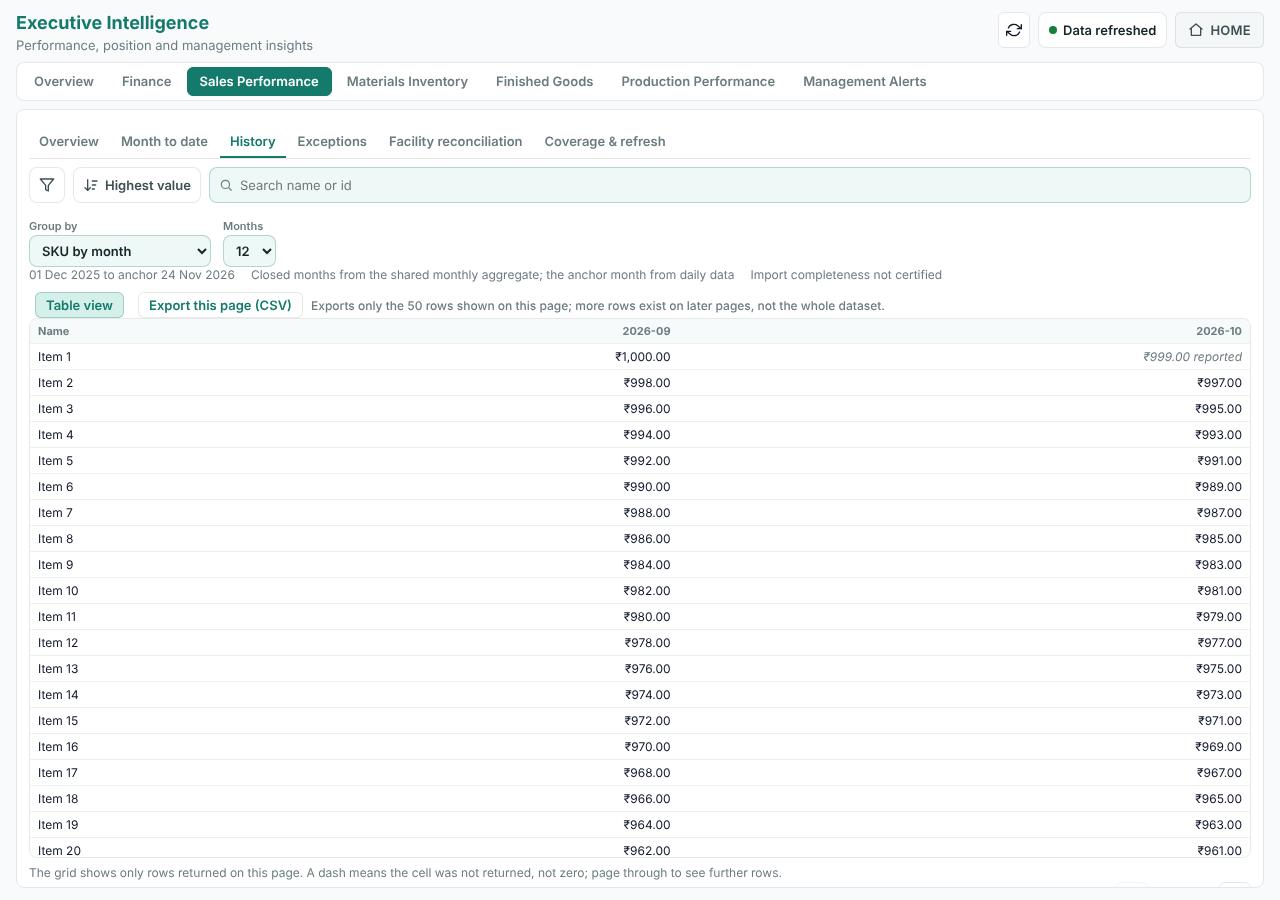 Executive Intelligence
Performance, position and management insights
Data refreshed
HOME
Overview Finance Sales Performance Materials Inventory Finished Goods Production Performance Management Alerts
Overview Month to date History Exceptions Facility reconciliation Coverage & refresh
Highest value Search name or id
Group by Months
SKU by month 12
01 Dec 2025 to anchor 24 Nov 2026 Closed months from the shared monthly aggregate; the anchor month from daily data Import completeness not certified
Table view Export this page (CSV) Exports only the 50 rows shown on this page; more rows exist on later pages, not the whole dataset.
Name 2026-09 2026-10
Item 1 ₹1,000.00 ₹999.00 reported
Item 2 ₹998.00 ₹997.00
Item 3 ₹996.00 ₹995.00
Item 4 ₹994.00 ₹993.00
Item 5 ₹992.00 ₹991.00
Item 6 ₹990.00 ₹989.00
Item 7 ₹988.00 ₹987.00
Item 8 ₹986.00 ₹985.00
Item 9 ₹984.00 ₹983.00
Item 10 ₹982.00 ₹981.00
Item 11 ₹980.00 ₹979.00
Item 12 ₹978.00 ₹977.00
Item 13 ₹976.00 ₹975.00
Item 14 ₹974.00 ₹973.00
Item 15 ₹972.00 ₹971.00
Item 16 ₹970.00 ₹969.00
Item 17 ₹968.00 ₹967.00
Item 18 ₹966.00 ₹965.00
Item 19 ₹964.00 ₹963.00
Item 20 ₹962.00 ₹961.00
The grid shows only rows returned on this page. A dash means the cell was not returned, not zero; page through to see further rows.